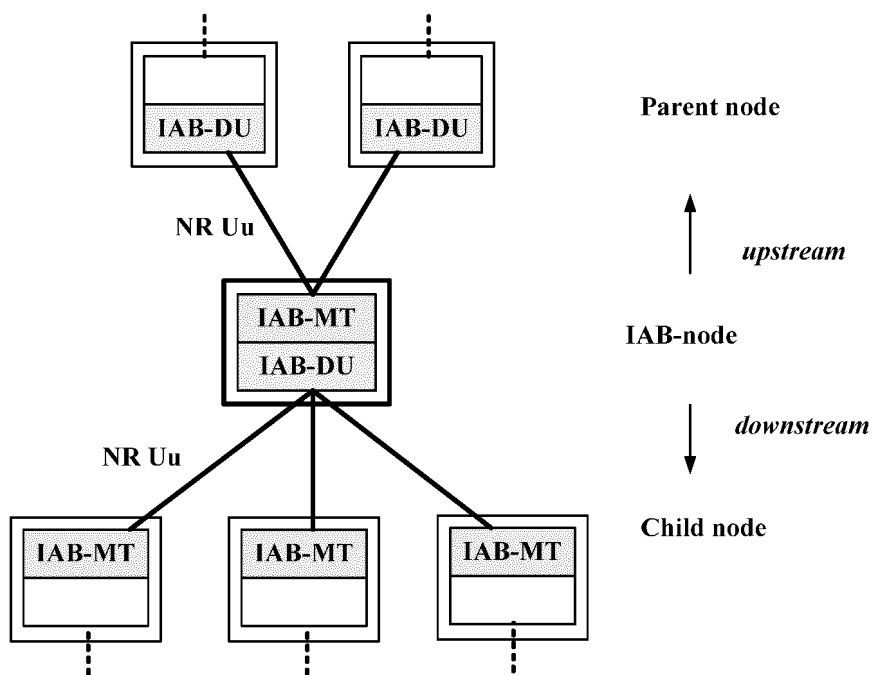 IAB-DU
IAB-DU
Parent node
NR Uu
upstream
IAB-MT
IAB-DU
IAB-node
downstream
NR Uu
Child node
IAB-MT
IAB-MT
IAB-MT